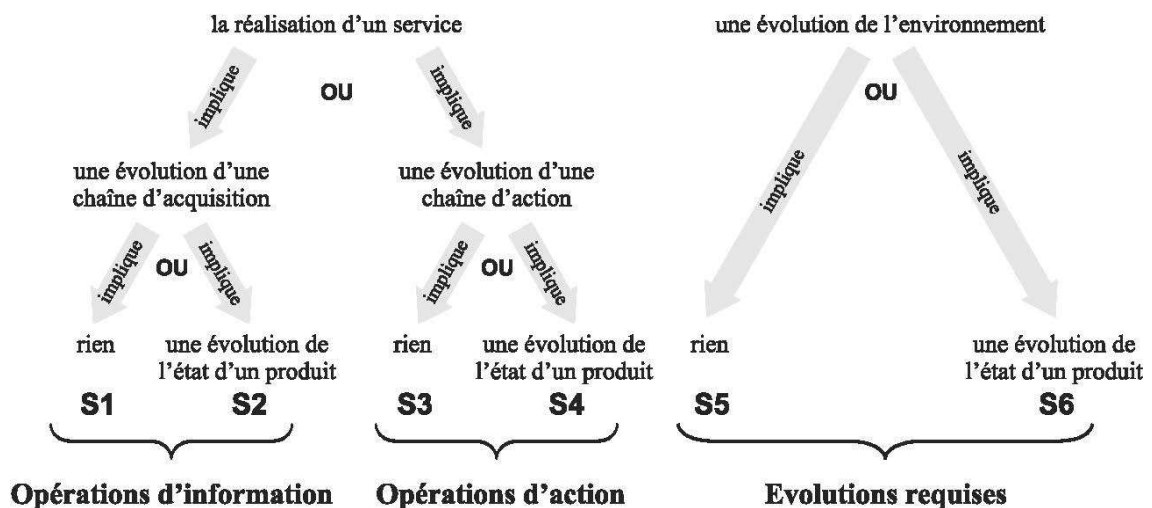 la réalisation d'un service
une évolution de l'environnement
implique
OU
implique
OU
une évolution d'une
chaîne d'acquisition
une évolution d'une
chaîne d'action
implique
implique
implique
OU
implique
implique
OU
implique
rien
une évolution de
l'état d'un produit
rien
une évolution de
l'état d'un produit
rien
une évolution de
l'état d'un produit
S1
S2
S3
S4
S5
S6
Opérations d'information
Opérations d'action
Evolutions requises